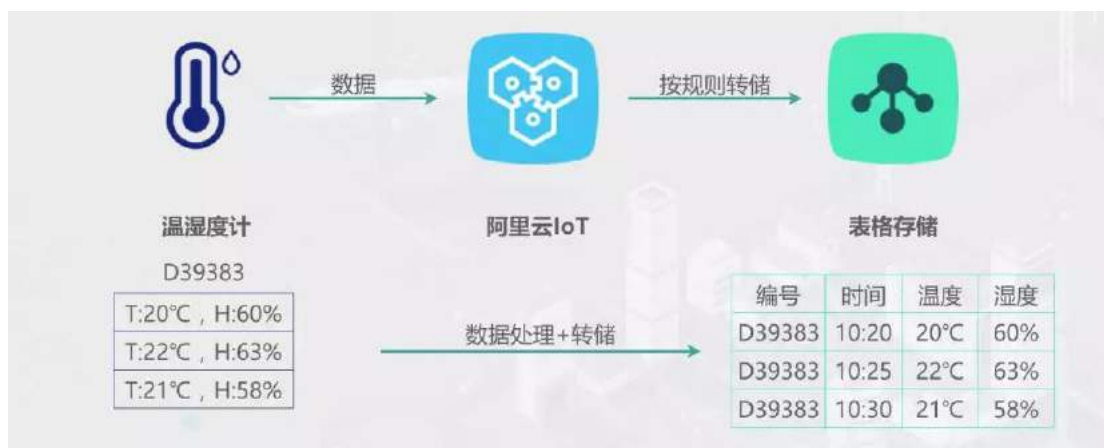 数据
按规则转储
温湿度计
阿里云IoT
表格存储
D39383
T:20℃ , H:60%
T:22℃ , H:63%
T:21℃ , H:58%
数据处理+转储
编号 时间 温度 湿度
D39383 10:20 20℃ 60%
D39383 10:25 22℃ 63%
D39383 10:30 21℃ 58%